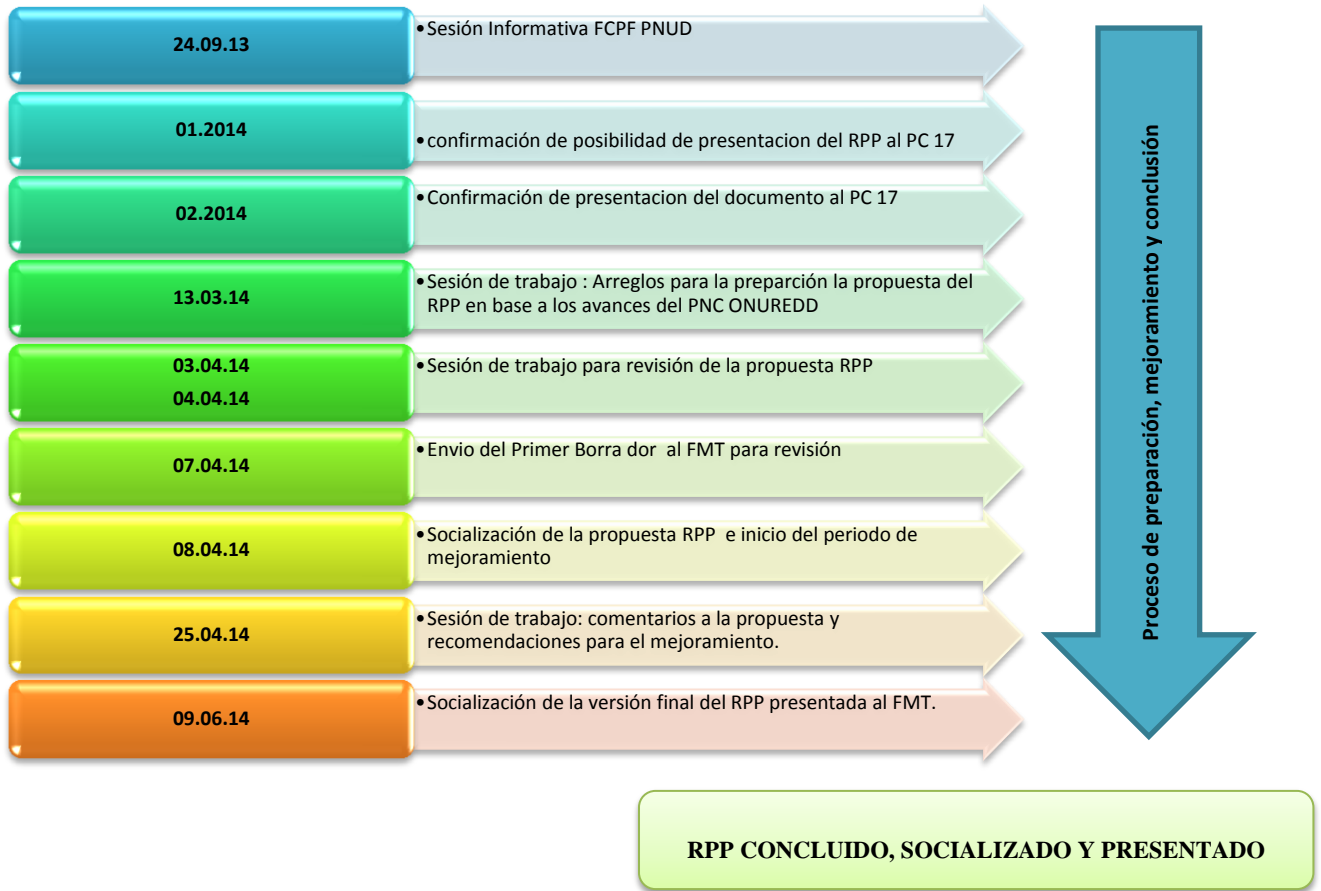 24.09.13
•Sesión Informativa FCPF PNUD
01.2014
•confirmación de posibilidad de presentacion del RPP al PC 17
02.2014
•Confirmación de presentacion del documento al PC 17
13.03.14
•Sesión de trabajo : Arreglos para la preparción la propuesta del
RPP en base a los avances del PNC ONUREDD
03.04.14
04.04.14
•Sesión de trabajo para revisión de la propuesta RPP
07.04.14
•Envio del Primer Borra dor al FMT para revisión
08.04.14
•Socialización de la propuesta RPP e inicio del periodo de
mejoramiento
25.04.14
•Sesión de trabajo: comentarios a la propuesta y
recomendaciones para el mejoramiento.
09.06.14
•Socialización de la versión final del RPP presentada al FMT.
Proceso de preparación, mejoramiento y conclusión
RPP CONCLUIDO, SOCIALIZADO Y PRESENTADO